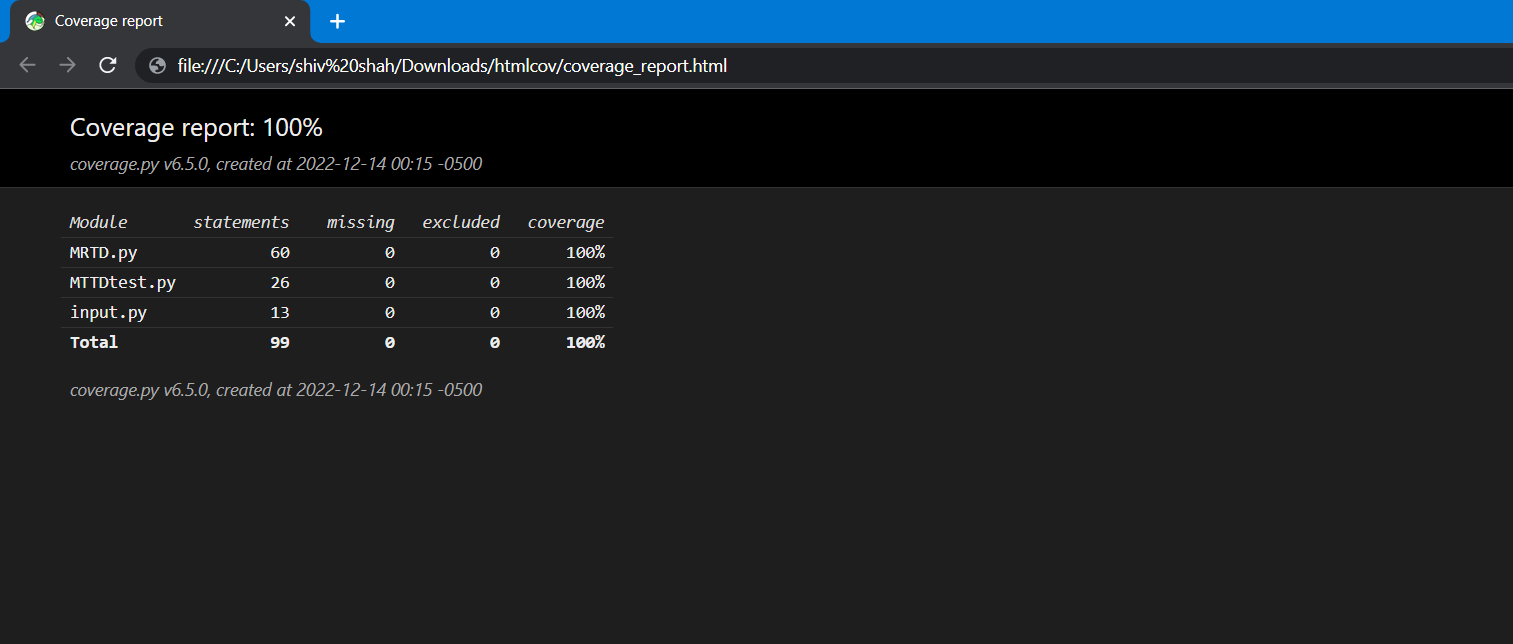 Coverage report
file:///C:/Users/shiv%20shah/Downloads/htmlcov/coverage_report.html
Coverage report: 100%
coverage.py v6.5.0, created at 2022-12-14 00:15 -0500
Module statements missing excluded coverage
MRTD.py 60 0 0 100%
MTTDtest.py 26 0 0 100%
input.py 13 0 0 100%
Total 99 0 0 100%
coverage.py v6.5.0, created at 2022-12-14 00:15 -0500